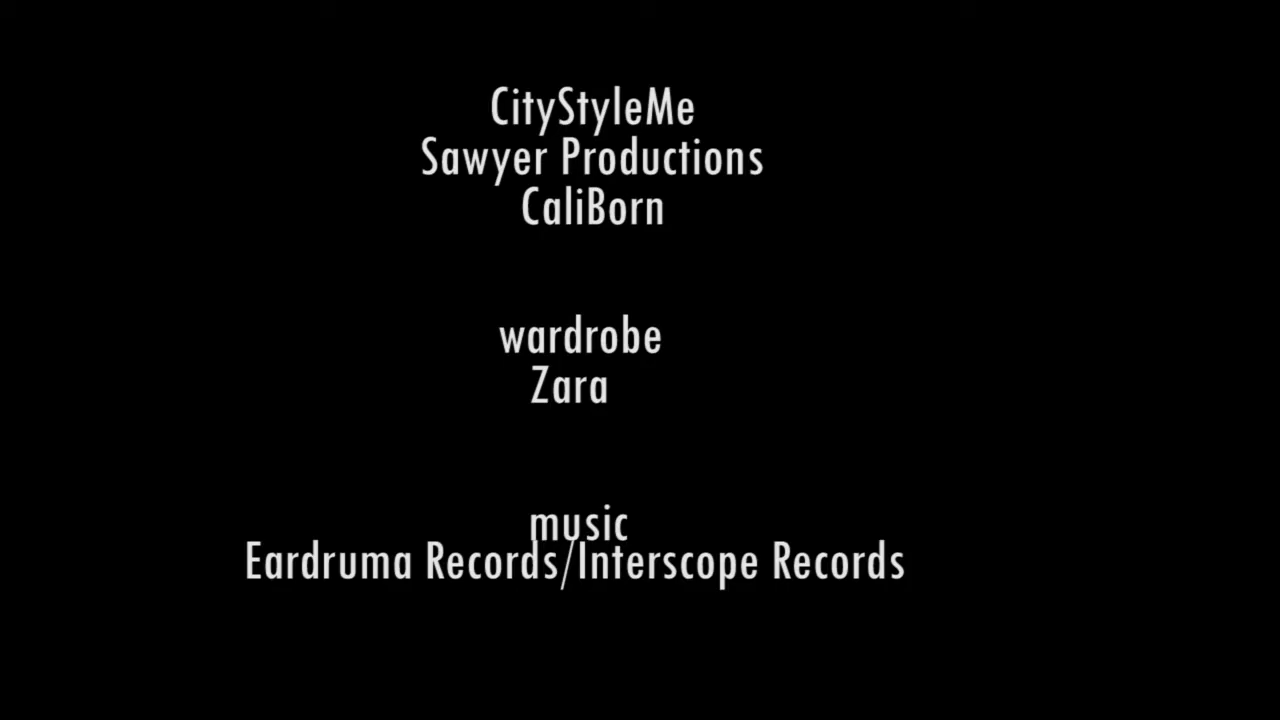 CityStyleMe
Sawyer Productions
CaliBorn
wardrobe
Zara
music
Eardruma Records/Interscope Records